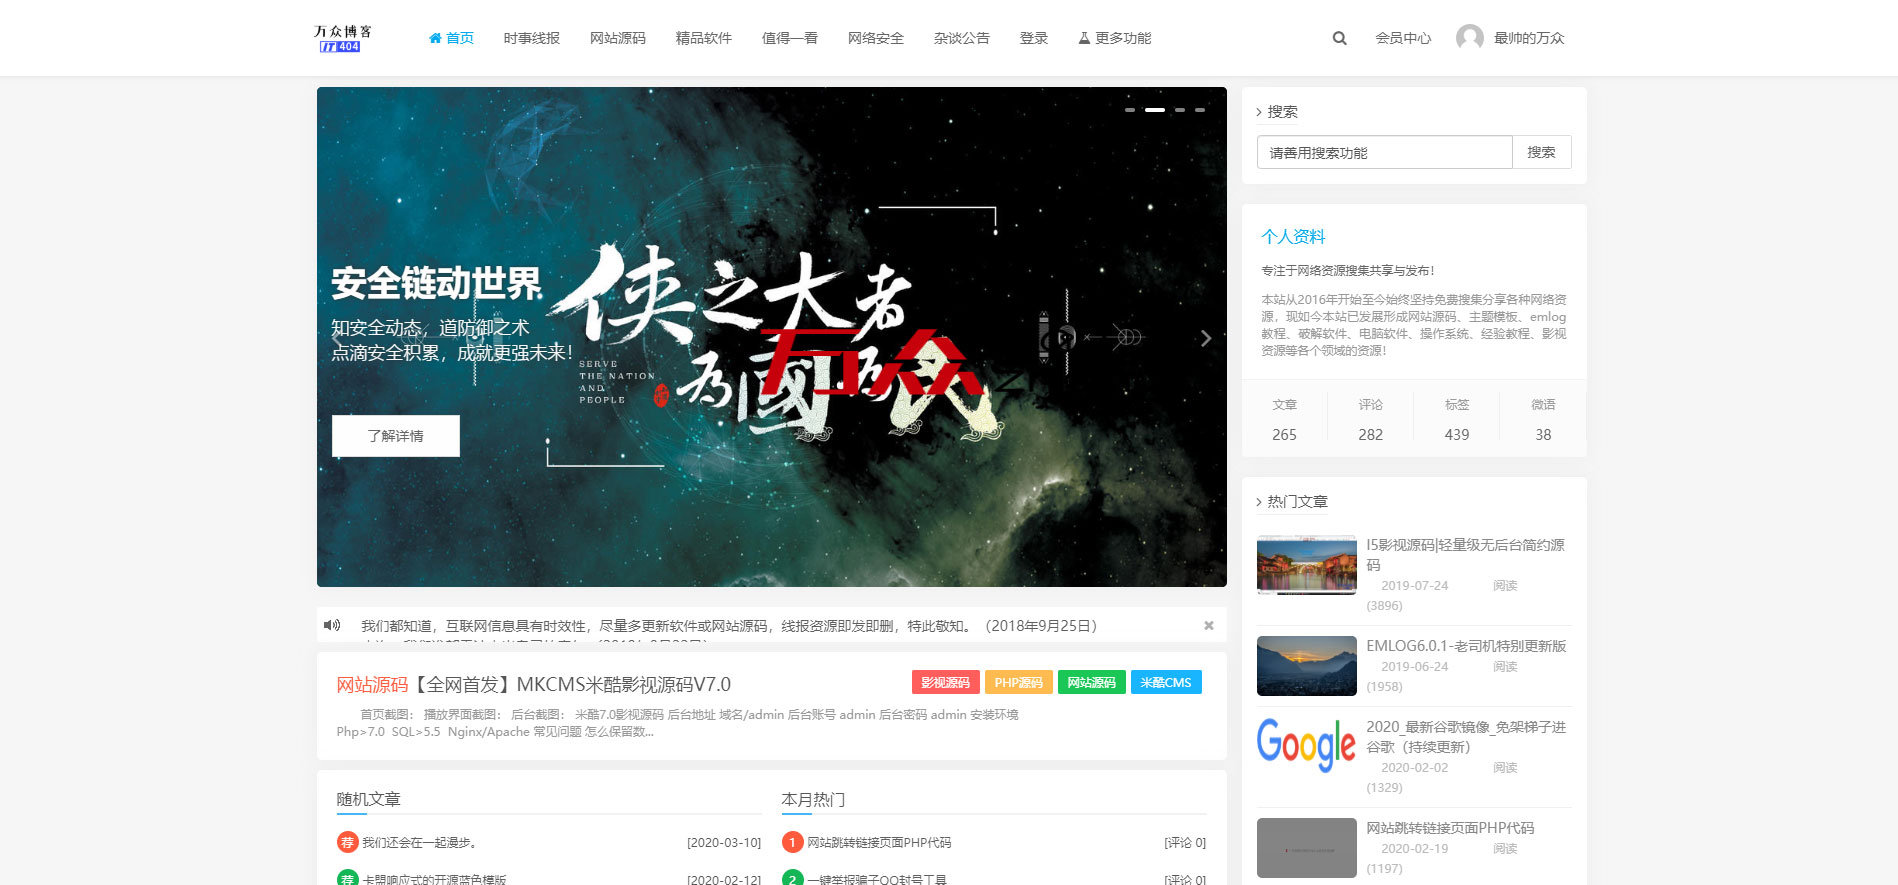 万众博客
IT 404
首页 时事线报 网站源码 精品软件 值得一看 网络安全 杂谈公告 登录 更多功能 会员中心 最帅的万众
安全链动世界
知安全动态，道防御之术
点滴安全积累，成就更强未来！
了解详情
侠之大者
为國为民
万众
SERVE
THE NATION
AND
PEOPLE
搜索
请善用搜索功能 搜索
个人资料
专注于网络资源搜集共享与发布！
本站从2016年开始至今始终坚持免费搜集分享各种网络资
源，现如今本站已发展形成网站源码、主题模板、emlog
教程、破解软件、电脑软件、操作系统、经验教程、影视
资源等各个领域的资源！
文章 评论 标签 微语
265 282 439 38
热门文章
I5影视源码|轻量级无后台简约源
码
2019-07-24 阅读
(3896)
EMLOG6.0.1-老司机特别更新版
2019-06-24 阅读
(1958)
Google
2020_最新谷歌镜像_免架梯子进
谷歌（持续更新）
2020-02-02 阅读
(1329)
网站跳转链接页面PHP代码
2020-02-19 阅读
(1197)
我们都知道，互联网信息具有时效性，尽量多更新软件或网站源码，线报资源即发即删，特此敬知。（2018年9月25日）
网站源码【全网首发】MKCMS米酷影视源码V7.0
影视源码 PHP源码 网站源码 米酷CMS
首页截图： 播放界面截图： 后台截图： 米酷7.0影视源码 后台地址 域名/admin 后台账号 admin 后台密码 admin 安装环境
Php>7.0 SQL>5.5 Nginx/Apache 常见问题 怎么保留数...
随机文章
荐 我们还会在一起漫步。 [2020-03-10]
荐 卡盟响应式的开源蓝色模版 [2020-02-12]
本月热门
1 网站跳转链接页面PHP代码 [评论 0]
2 一键举报骗子QQ封号工具 [评论 0]